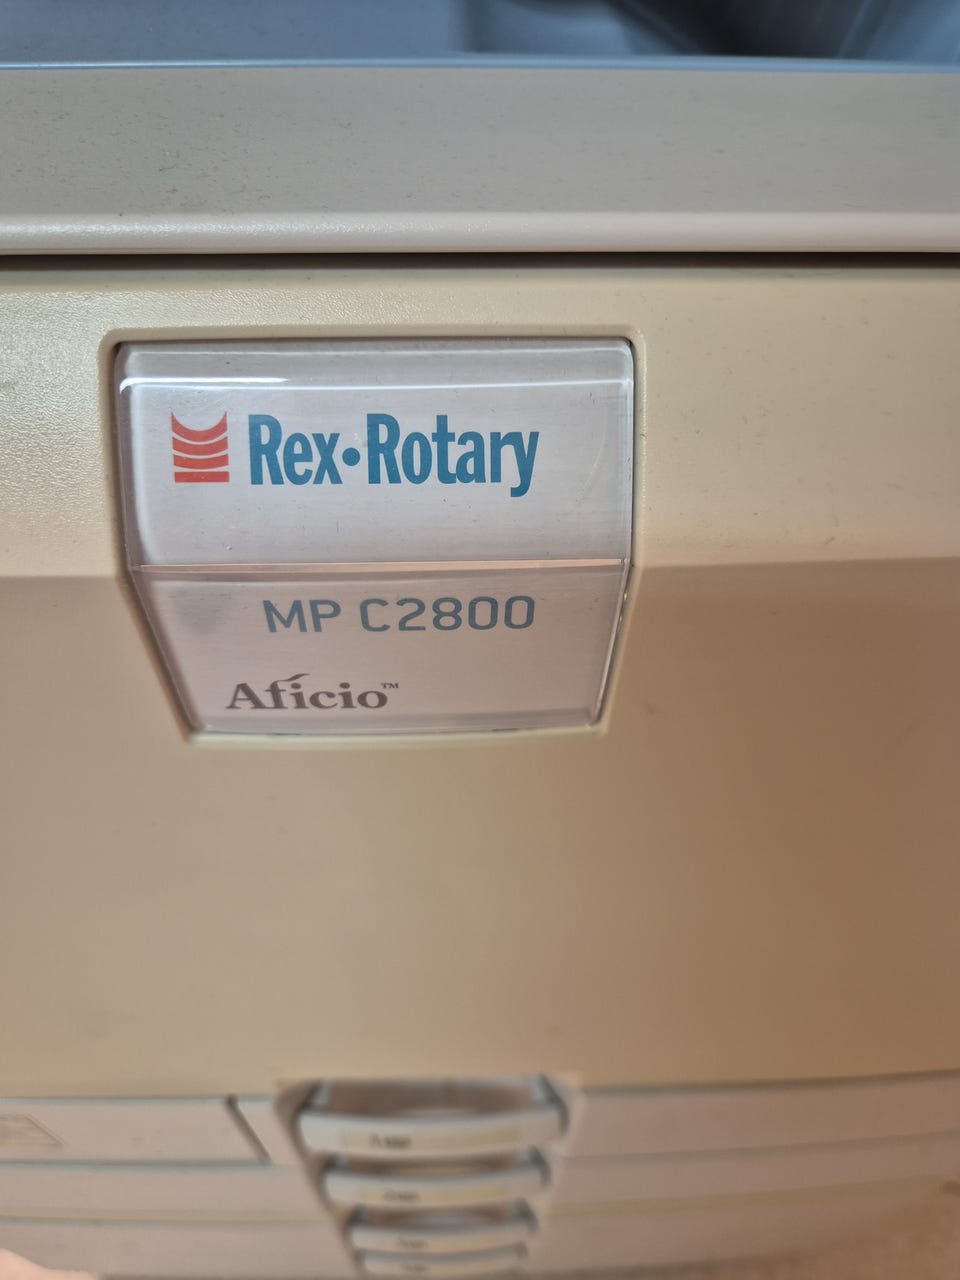 Rex•Rotary
MP C2800
Aficio™